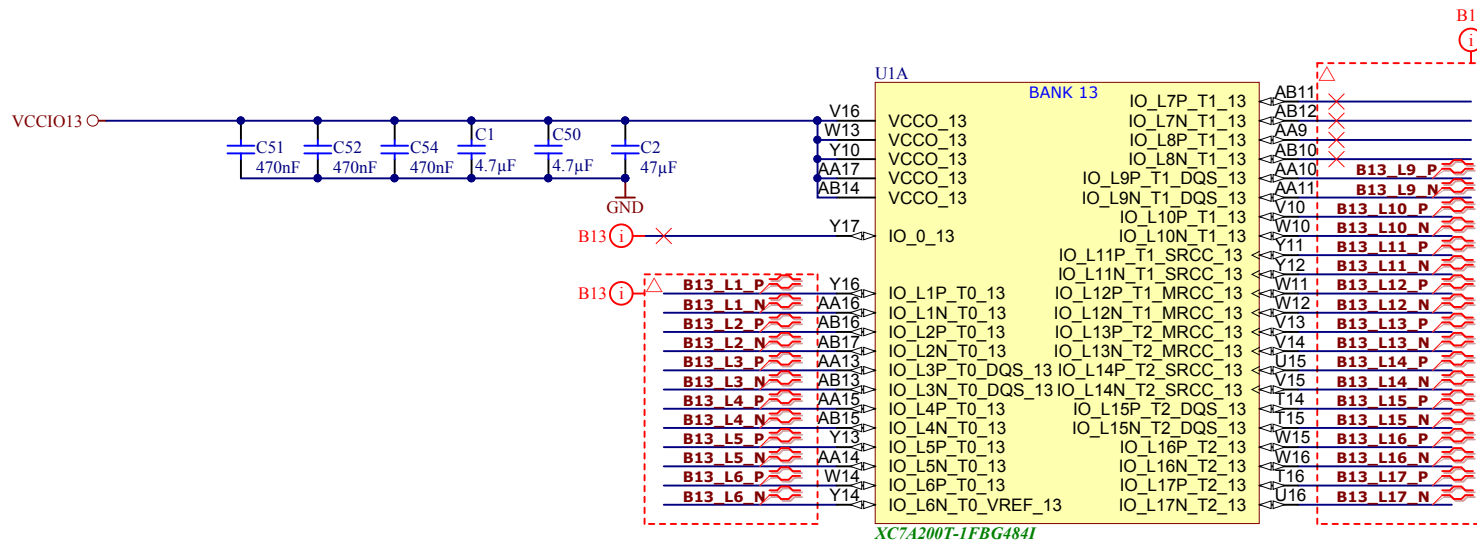 B1
i
U1A
BANK 13
VCCIO13
C51
470nF
C52
470nF
C54
470nF
C1
4.7µF
C50
4.7µF
C2
47µF
GND
V16 VCCO_13
W13 VCCO_13
Y10 VCCO_13
AA17 VCCO_13
AB14 VCCO_13
B13 i Y17 IO_0_13
B13 i
B13_L1_P Y16 IO_L1P_T0_13
B13_L1_N AA16 IO_L1N_T0_13
B13_L2_P AB16 IO_L2P_T0_13
B13_L2_N AB17 IO_L2N_T0_13
B13_L3_P AA13 IO_L3P_T0_DQS_13
B13_L3_N AB13 IO_L3N_T0_DQS_13
B13_L4_P AA15 IO_L4P_T0_13
B13_L4_N AB15 IO_L4N_T0_13
B13_L5_P Y13 IO_L5P_T0_13
B13_L5_N AA14 IO_L5N_T0_13
B13_L6_P W14 IO_L6P_T0_13
B13_L6_N Y14 IO_L6N_T0_VREF_13
IO_L7P_T1_13 AB11
IO_L7N_T1_13 AB12
IO_L8P_T1_13 AA9
IO_L8N_T1_13 AB10
IO_L9P_T1_DQS_13 AA10 B13_L9_P
IO_L9N_T1_DQS_13 AA11 B13_L9_N
IO_L10P_T1_13 V10 B13_L10_P
IO_L10N_T1_13 W10 B13_L10_N
IO_L11P_T1_SRCC_13 Y11 B13_L11_P
IO_L11N_T1_SRCC_13 Y12 B13_L11_N
IO_L12P_T1_MRCC_13 W11 B13_L12_P
IO_L12N_T1_MRCC_13 W12 B13_L12_N
IO_L13P_T2_MRCC_13 V13 B13_L13_P
IO_L13N_T2_MRCC_13 V14 B13_L13_N
IO_L14P_T2_SRCC_13 U15 B13_L14_P
IO_L14N_T2_SRCC_13 V15 B13_L14_N
IO_L15P_T2_DQS_13 T14 B13_L15_P
IO_L15N_T2_DQS_13 T15 B13_L15_N
IO_L16P_T2_13 W15 B13_L16_P
IO_L16N_T2_13 W16 B13_L16_N
IO_L17P_T2_13 T16 B13_L17_P
IO_L17N_T2_13 U16 B13_L17_N
XC7A200T-1FBG484I